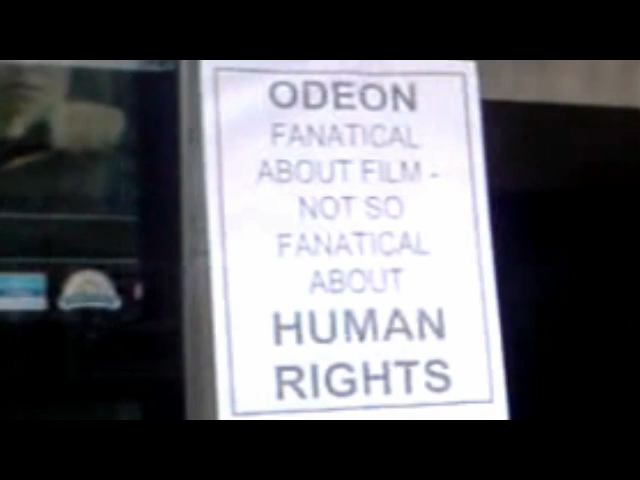 ODEON
FANATICAL
ABOUT FILM -
NOT SO
FANATICAL
ABOUT
HUMAN
RIGHTS